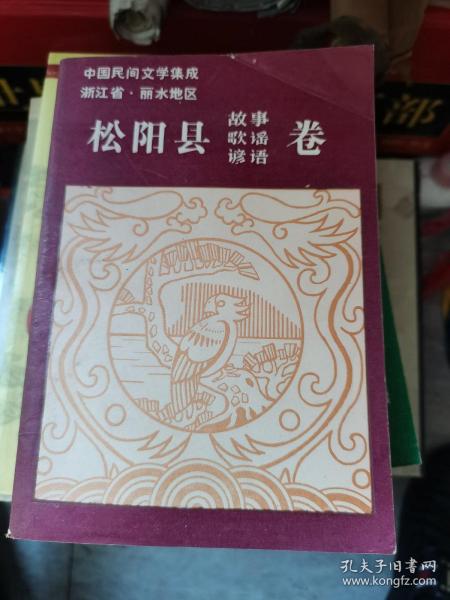 中国民间文学集成
浙江省·丽水地区
松阳县 故事 歌谣 谚语 卷
部
孔夫子旧书网
www.kongfz.com